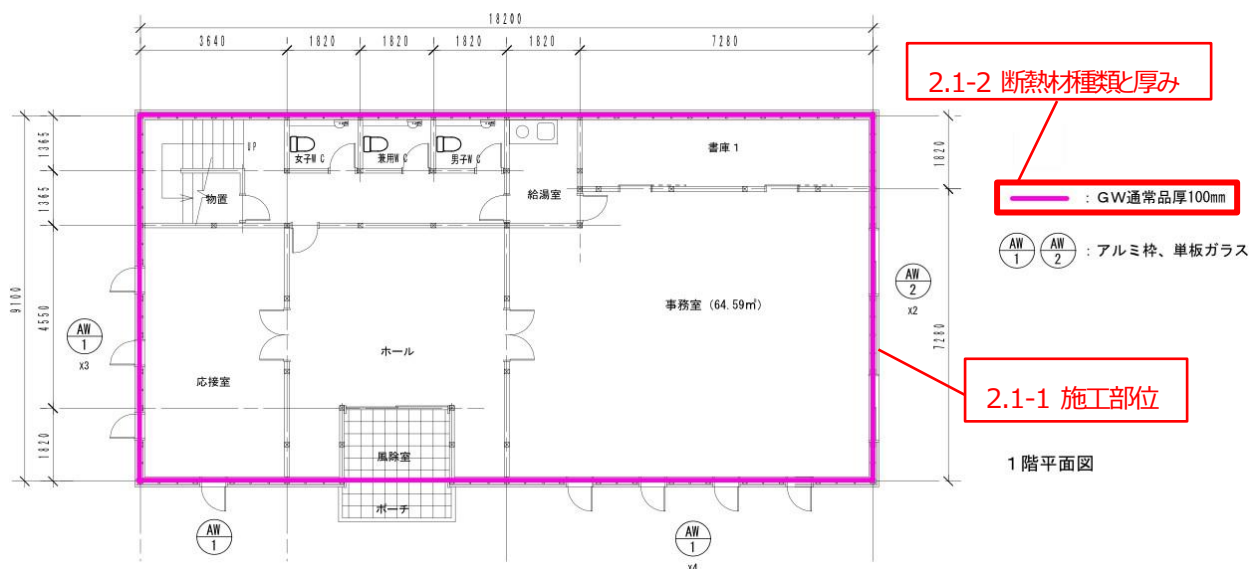 18200
3640
1820
1820
1820
1820
7280
2.1-2 断熱材種類と厚み
9100
1365
1365
4550
1820
UP
女子WC
兼用WC
男子WC
物置
給湯室
書庫1
1820
7280
：GW通常品厚100mm
AW
1
AW
2
：アルミ枠、単板ガラス
AW
1
x3
応接室
ホール
事務室（64.59㎡）
AW
2
x2
風除室
ポーチ
2.1-1 施工部位
1階平面図
AW
1
AW
1
x4